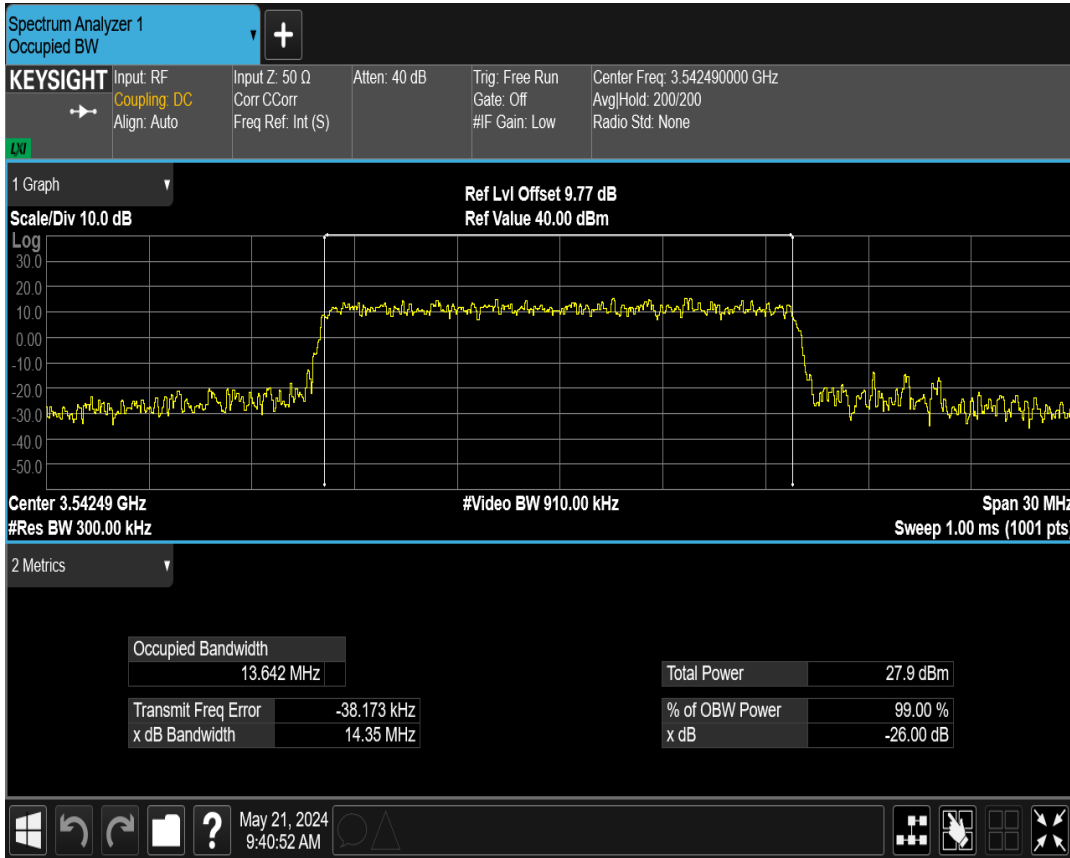 Spectrum Analyzer 1
Occupied BW
KEYSIGHT
LXI
Input: RF
Coupling: DC
Align: Auto
Input Z: 50 Ω
Corr CCorr
Freq Ref: Int (S)
Atten: 40 dB
Trig: Free Run
Gate: Off
#IF Gain: Low
Center Freq: 3.542490000 GHz
Avg|Hold: 200/200
Radio Std: None
1 Graph
Scale/Div 10.0 dB
Ref Lvl Offset 9.77 dB
Ref Value 40.00 dBm
Log
30.0
20.0
10.0
0.00
-10.0
-20.0
-30.0
-40.0
-50.0
Center 3.54249 GHz
#Video BW 910.00 kHz
Span 30 MHz
#Res BW 300.00 kHz
Sweep 1.00 ms (1001 pts)
2 Metrics
Occupied Bandwidth
13.642 MHz
Total Power 27.9 dBm
Transmit Freq Error -38.173 kHz
% of OBW Power 99.00 %
x dB Bandwidth 14.35 MHz
x dB -26.00 dB
?
May 21, 2024
9:40:52 AM